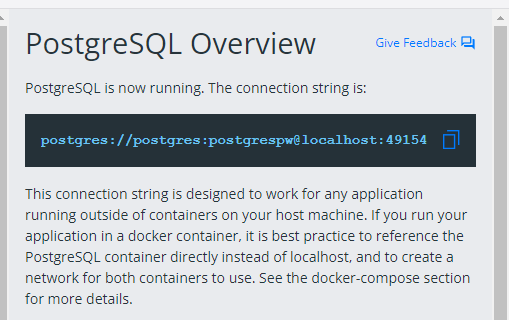 PostgreSQL Overview
Give Feedback
PostgreSQL is now running. The connection string is:
postgres://postgres:postgrespw@localhost:49154
This connection string is designed to work for any application
running outside of containers on your host machine. If you run your
application in a docker container, it is best practice to reference the
PostgreSQL container directly instead of localhost, and to create a
network for both containers to use. See the docker-compose section
for more details.